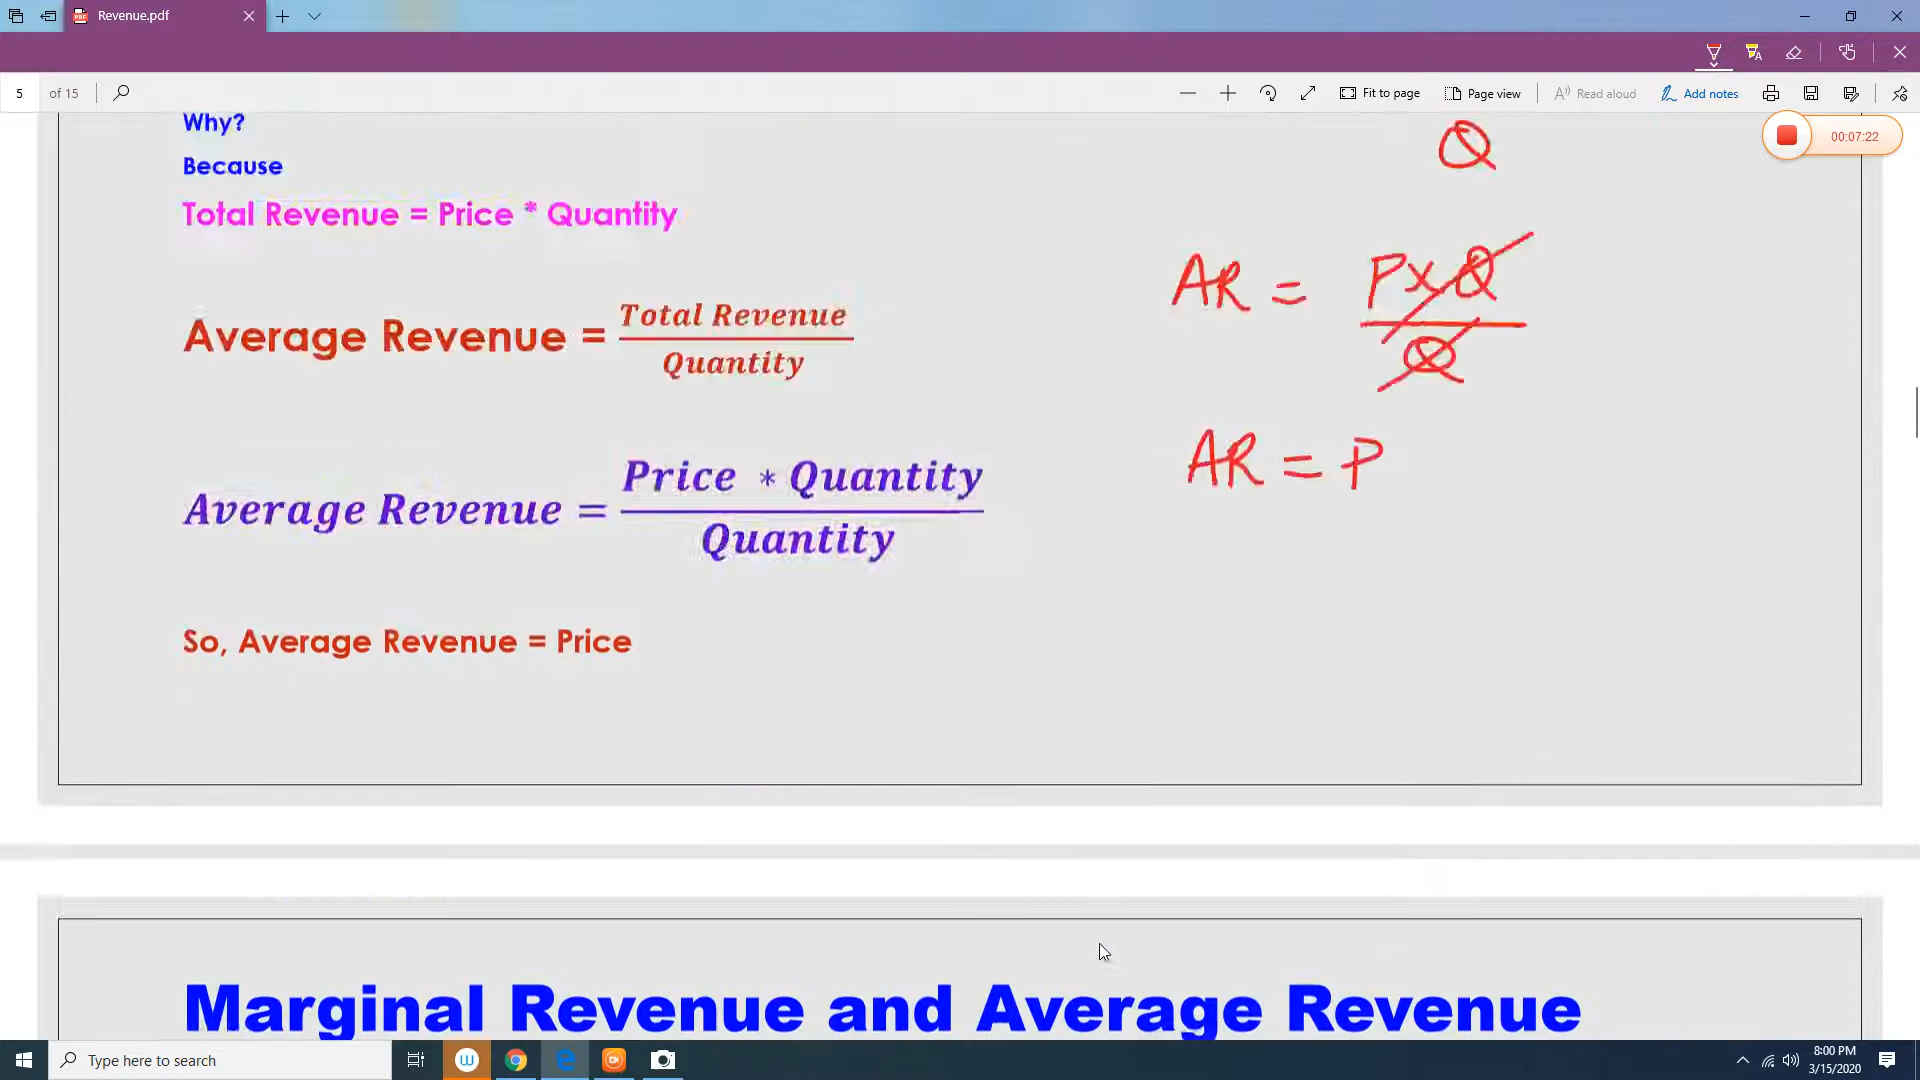 Revenue.pdf
5 of 15
Fit to page
Page view
Read aloud
Add notes
00:07:22
Why?
Because
Total Revenue = Price * Quantity
Average Revenue = Total Revenue / Quantity
Average Revenue = Price * Quantity / Quantity
So, Average Revenue = Price
Q
AR = P x Q / Q
AR = P
Marginal Revenue and Average Revenue
Type here to search
8:00 PM
3/15/2020